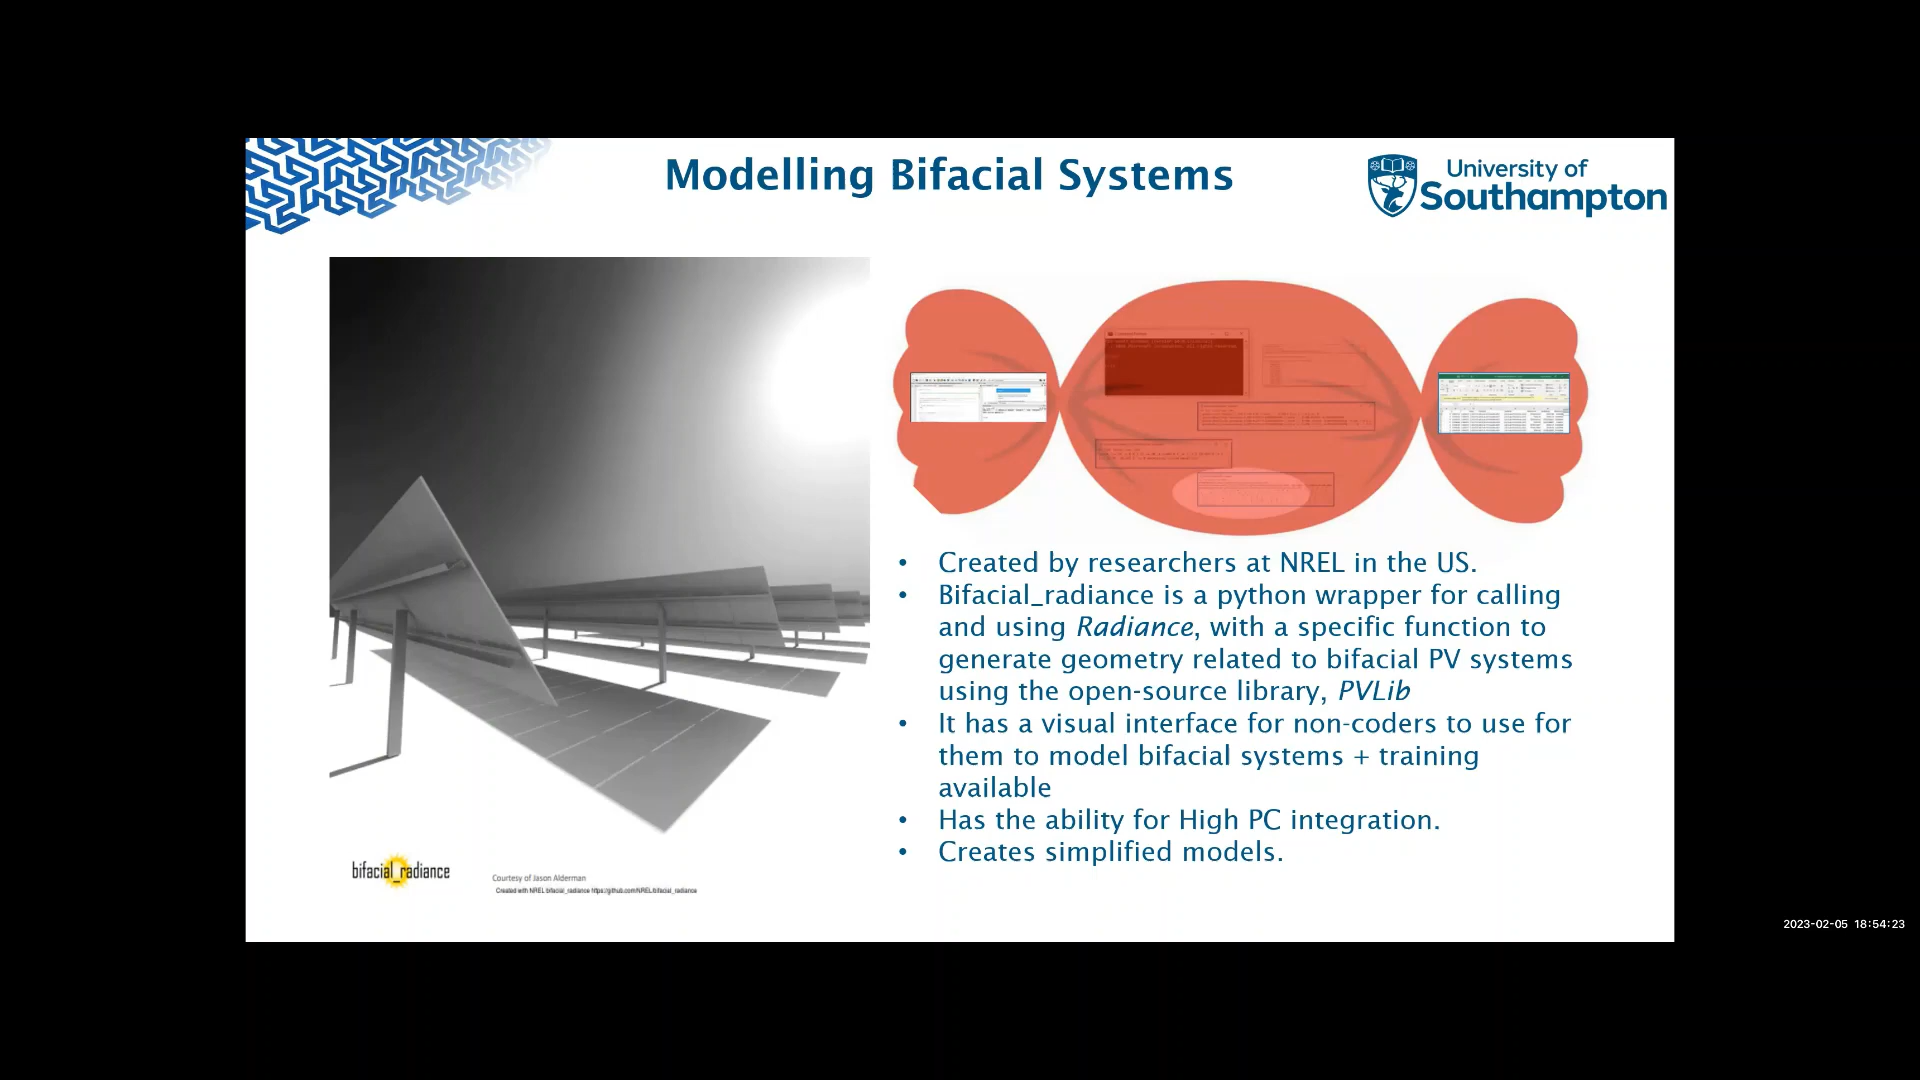 Modelling Bifacial Systems
University of
Southampton
• Created by researchers at NREL in the US.
• Bifacial_radiance is a python wrapper for calling
and using Radiance, with a specific function to
generate geometry related to bifacial PV systems
using the open-source library, PVLib
• It has a visual interface for non-coders to use for
them to model bifacial systems + training
available
• Has the ability for High PC integration.
• Creates simplified models.
bifacial_radiance
Courtesy of Jason Alderman
Created with NREL bifacial_radiance https://github.com/NREL/bifacial_radiance
2023-02-05 18:54:23